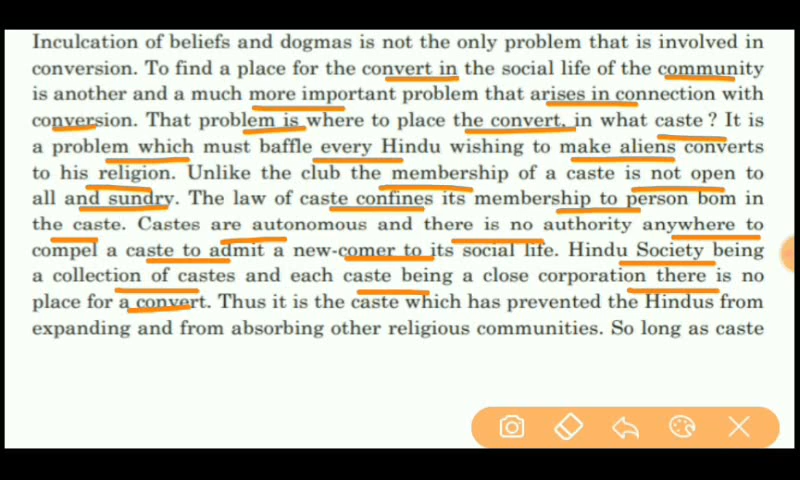 Inculcation of beliefs and dogmas is not the only problem that is involved in
conversion. To find a place for the convert in the social life of the community
is another and a much more important problem that arises in connection with
conversion. That problem is where to place the convert, in what caste ? It is
a problem which must baffle every Hindu wishing to make aliens converts
to his religion. Unlike the club the membership of a caste is not open to
all and sundry. The law of caste confines its membership to person bom in
the caste. Castes are autonomous and there is no authority anywhere to
compel a caste to admit a new-comer to its social life. Hindu Society being
a collection of castes and each caste being a close corporation there is no
place for a convert. Thus it is the caste which has prevented the Hindus from
expanding and from absorbing other religious communities. So long as caste